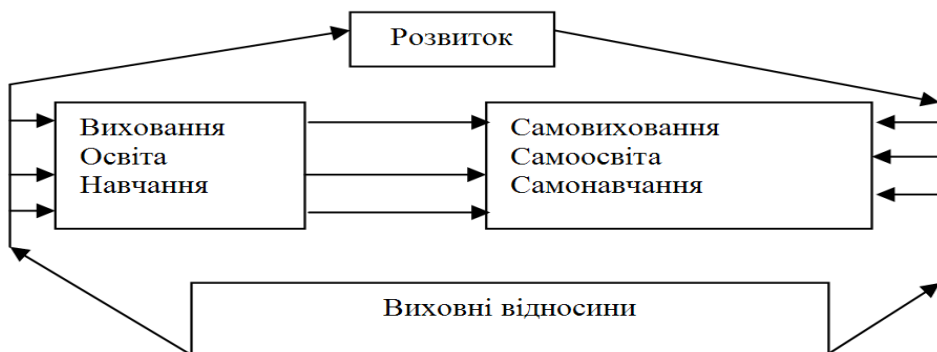 Розвиток
Виховання
Освіта
Навчання
Самовиховання
Самоосвіта
Самонавчання
Виховні відносини